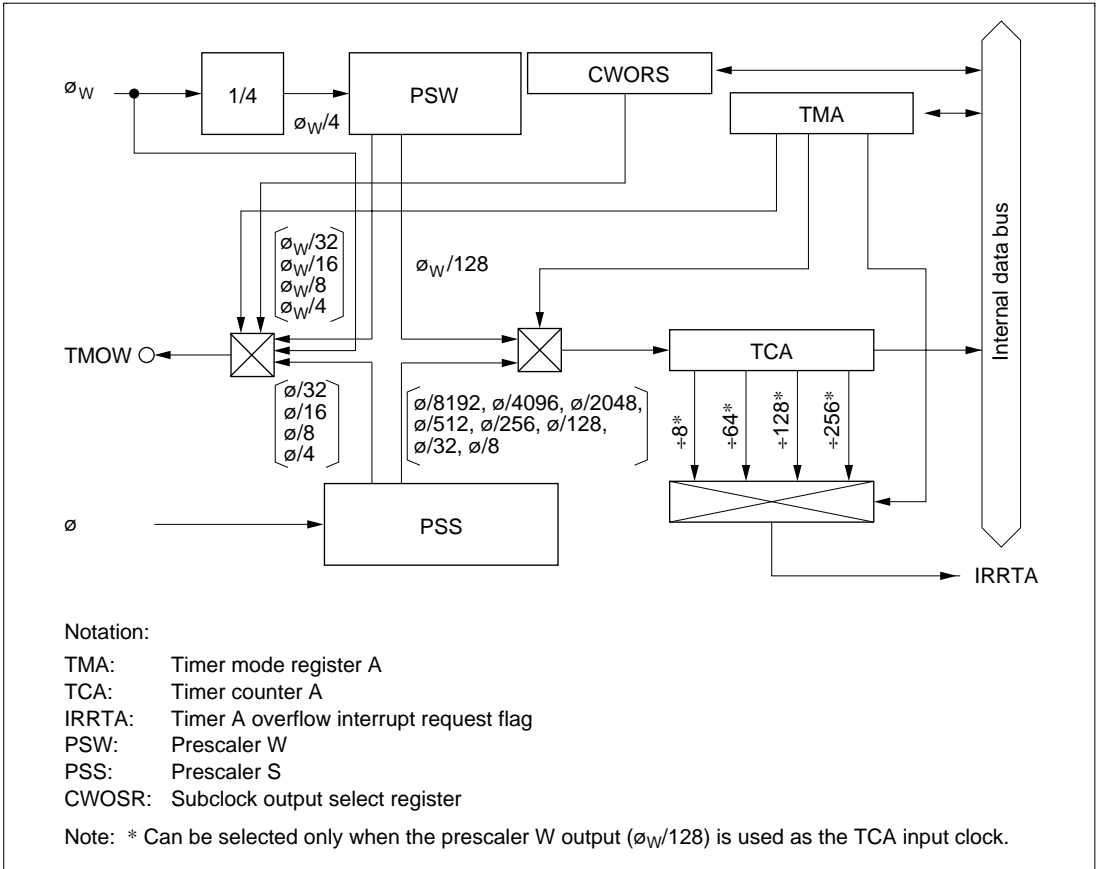 øW
1/4
øW/4
PSW
CWORS
TMA
Internal data bus
øW/32
øW/16
øW/8
øW/4
øW/128
TMOW
TCA
ø/32
ø/16
ø/8
ø/4
ø/8192, ø/4096, ø/2048,
ø/512, ø/256, ø/128,
ø/32, ø/8
÷8*
÷64*
÷128*
÷256*
ø
PSS
IRRTA
Notation:
TMA: Timer mode register A
TCA: Timer counter A
IRRTA: Timer A overflow interrupt request flag
PSW: Prescaler W
PSS: Prescaler S
CWOSR: Subclock output select register
Note: * Can be selected only when the prescaler W output (øW/128) is used as the TCA input clock.